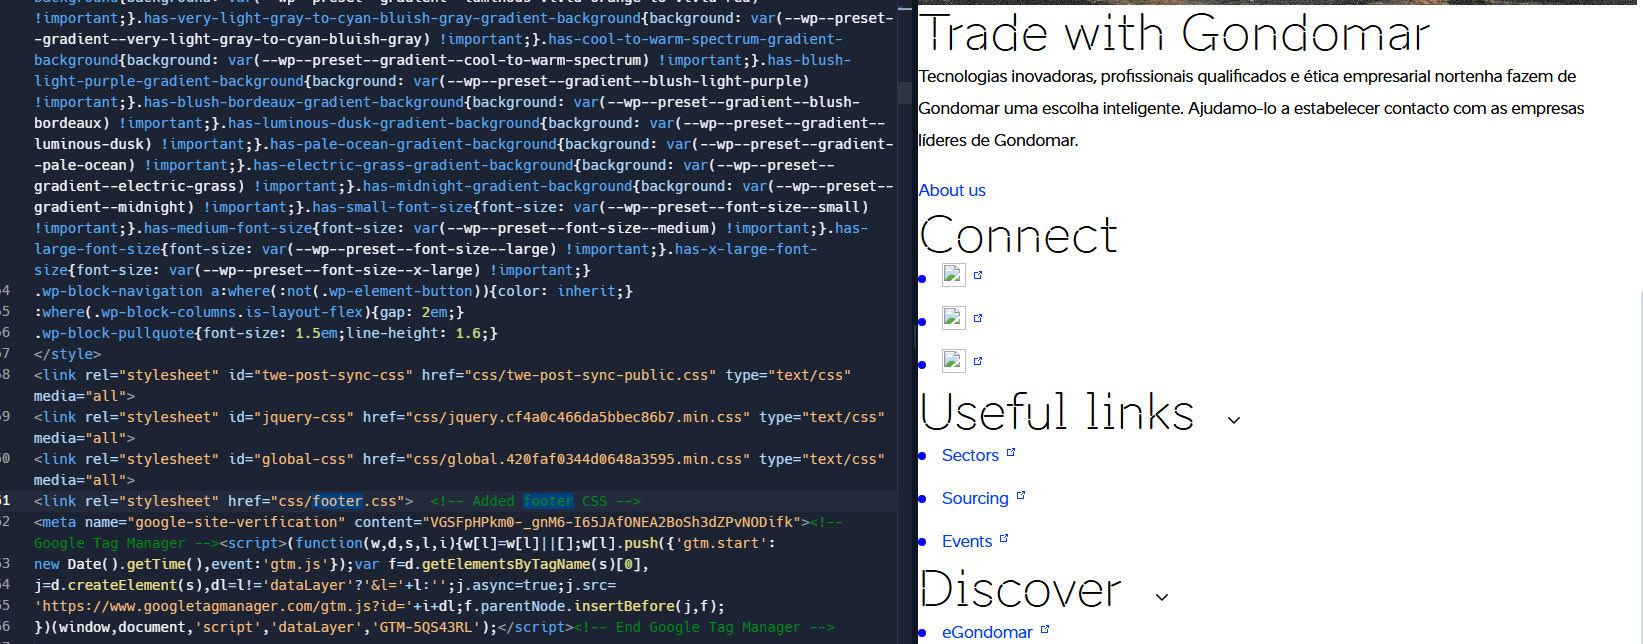 background{background: var(--wp--preset--gradient--luminous-vivid-orange-to-vivid-red)
!important;}.has-very-light-gray-to-cyan-bluish-gray-gradient-background{background: var(--wp--preset-
-gradient--very-light-gray-to-cyan-bluish-gray) !important;}.has-cool-to-warm-spectrum-gradient-
background{background: var(--wp--preset--gradient--cool-to-warm-spectrum) !important;}.has-blush-
light-purple-gradient-background{background: var(--wp--preset--gradient--blush-light-purple)
!important;}.has-blush-bordeaux-gradient-background{background: var(--wp--preset--gradient--blush-
bordeaux) !important;}.has-luminous-dusk-gradient-background{background: var(--wp--preset--gradient--
luminous-dusk) !important;}.has-pale-ocean-gradient-background{background: var(--wp--preset--gradient-
-pale-ocean) !important;}.has-electric-grass-gradient-background{background: var(--wp--preset--
gradient--electric-grass) !important;}.has-midnight-gradient-background{background: var(--wp--preset--
gradient--midnight) !important;}.has-small-font-size{font-size: var(--wp--preset--font-size--small)
!important;}.has-medium-font-size{font-size: var(--wp--preset--font-size--medium) !important;}.has-
large-font-size{font-size: var(--wp--preset--font-size--large) !important;}.has-x-large-font-
size{font-size: var(--wp--preset--font-size--x-large) !important;}
4 .wp-block-navigation a:where(:not(.wp-element-button)){color: inherit;}
5 :where(.wp-block-columns.is-layout-flex){gap: 2em;}
6 .wp-block-pullquote{font-size: 1.5em;line-height: 1.6;}
7 </style>
8 <link rel="stylesheet" id="twe-post-sync-css" href="css/twe-post-sync-public.css" type="text/css"
media="all">
9 <link rel="stylesheet" id="jquery-css" href="css/jquery.cf4a0c466da5bbec86b7.min.css" type="text/css"
media="all">
0 <link rel="stylesheet" id="global-css" href="css/global.420faf0344d0648a3595.min.css" type="text/css"
media="all">
1 <link rel="stylesheet" href="css/footer.css"> <!-- Added footer CSS -->
2 <meta name="google-site-verification" content="VGSFpHPkm0-_gnM6-I65JAfONEA2BoSh3dZPvNODifk"><!--
Google Tag Manager --><script>(function(w,d,s,l,i){w[l]=w[l]||[];w[l].push({'gtm.start':
3 new Date().getTime(),event:'gtm.js'});var f=d.getElementsByTagName(s)[0],
4 j=d.createElement(s),dl=l!='dataLayer'?'&l='+l:'';j.async=true;j.src=
5 'https://www.googletagmanager.com/gtm.js?id='+i+dl;f.parentNode.insertBefore(j,f);
6 })(window,document,'script','dataLayer','GTM-5QS43RL');</script><!-- End Google Tag Manager -->
Trade with Gondomar
Tecnologias inovadoras, profissionais qualificados e ética empresarial nortenha fazem de
Gondomar uma escolha inteligente. Ajudamo-lo a estabelecer contacto com as empresas
líderes de Gondomar.
About us
Connect
Useful links
Sectors
Sourcing
Events
Discover
eGondomar